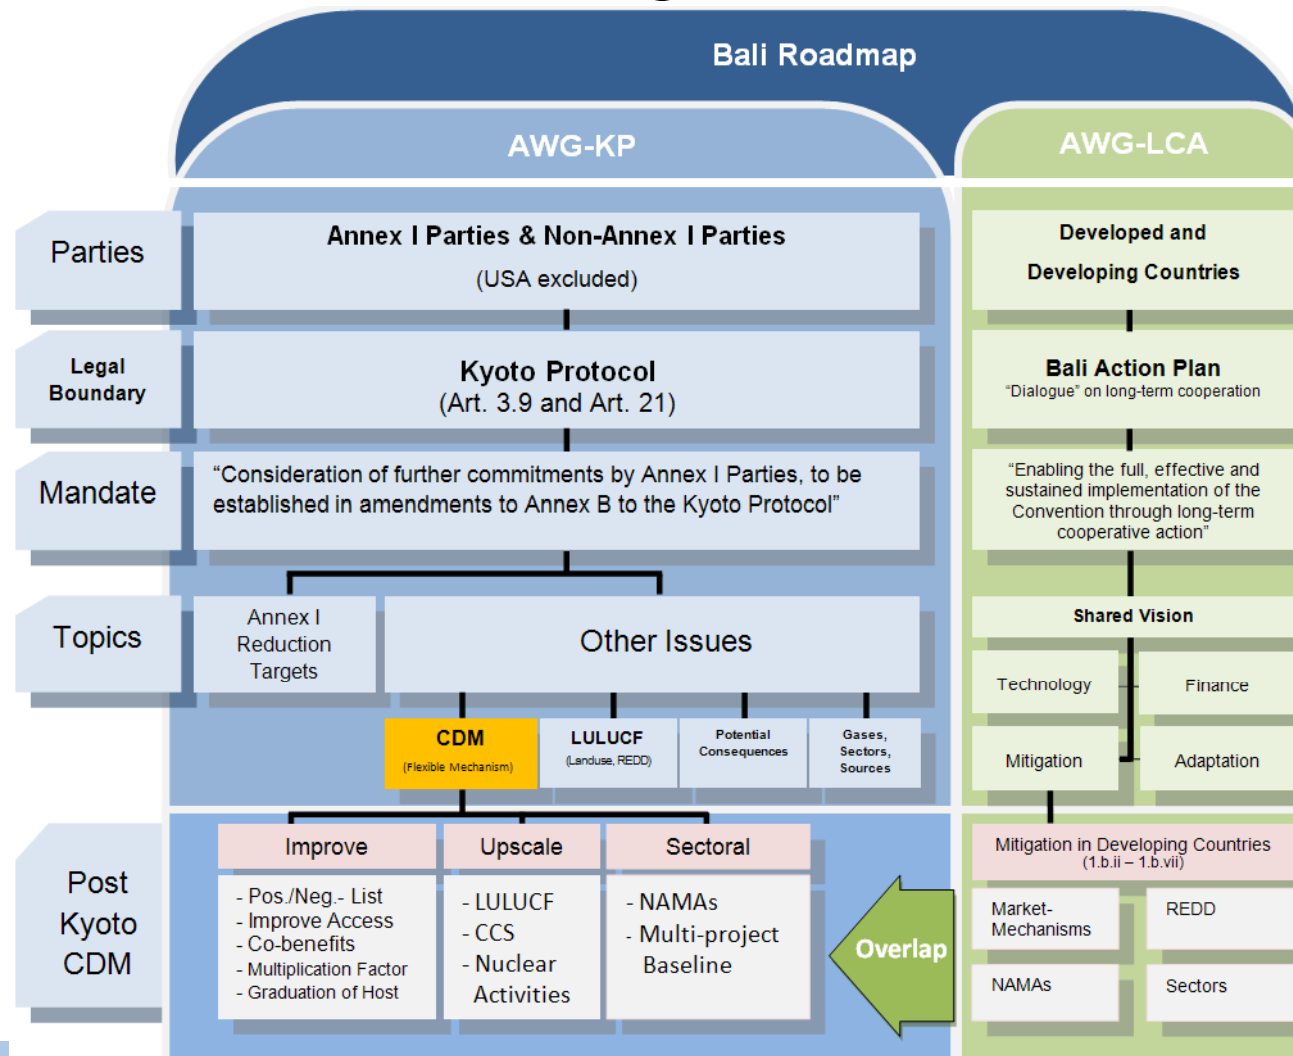 Bali Roadmap
AWG-KP
AWG-LCA
Parties
Annex I Parties & Non-Annex I Parties
(USA excluded)
Developed and
Developing Countries
Legal
Boundary
Kyoto Protocol
(Art. 3.9 and Art. 21)
Bali Action Plan
“Dialogue” on long-term cooperation
Mandate
“Consideration of further commitments by Annex I Parties, to be
established in amendments to Annex B to the Kyoto Protocol”
“Enabling the full, effective and
sustained implementation of the
Convention through long-term
cooperative action”
Topics
Annex I
Reduction
Targets
Other Issues
Shared Vision
Technology
Finance
Mitigation
Adaptation
CDM
(Flexible Mechanism)
LULUCF
(Landuse, REDD)
Potential
Consequences
Gases,
Sectors,
Sources
Post
Kyoto
CDM
Improve
- Pos./Neg.- List
- Improve Access
- Co-benefits
- Multiplication Factor
- Graduation of Host
Upscale
- LULUCF
- CCS
- Nuclear
Activities
Sectoral
- NAMAs
- Multi-project
Baseline
Overlap
Mitigation in Developing Countries
(1.b.ii – 1.b.vii)
Market-
Mechanisms
REDD
NAMAs
Sectors